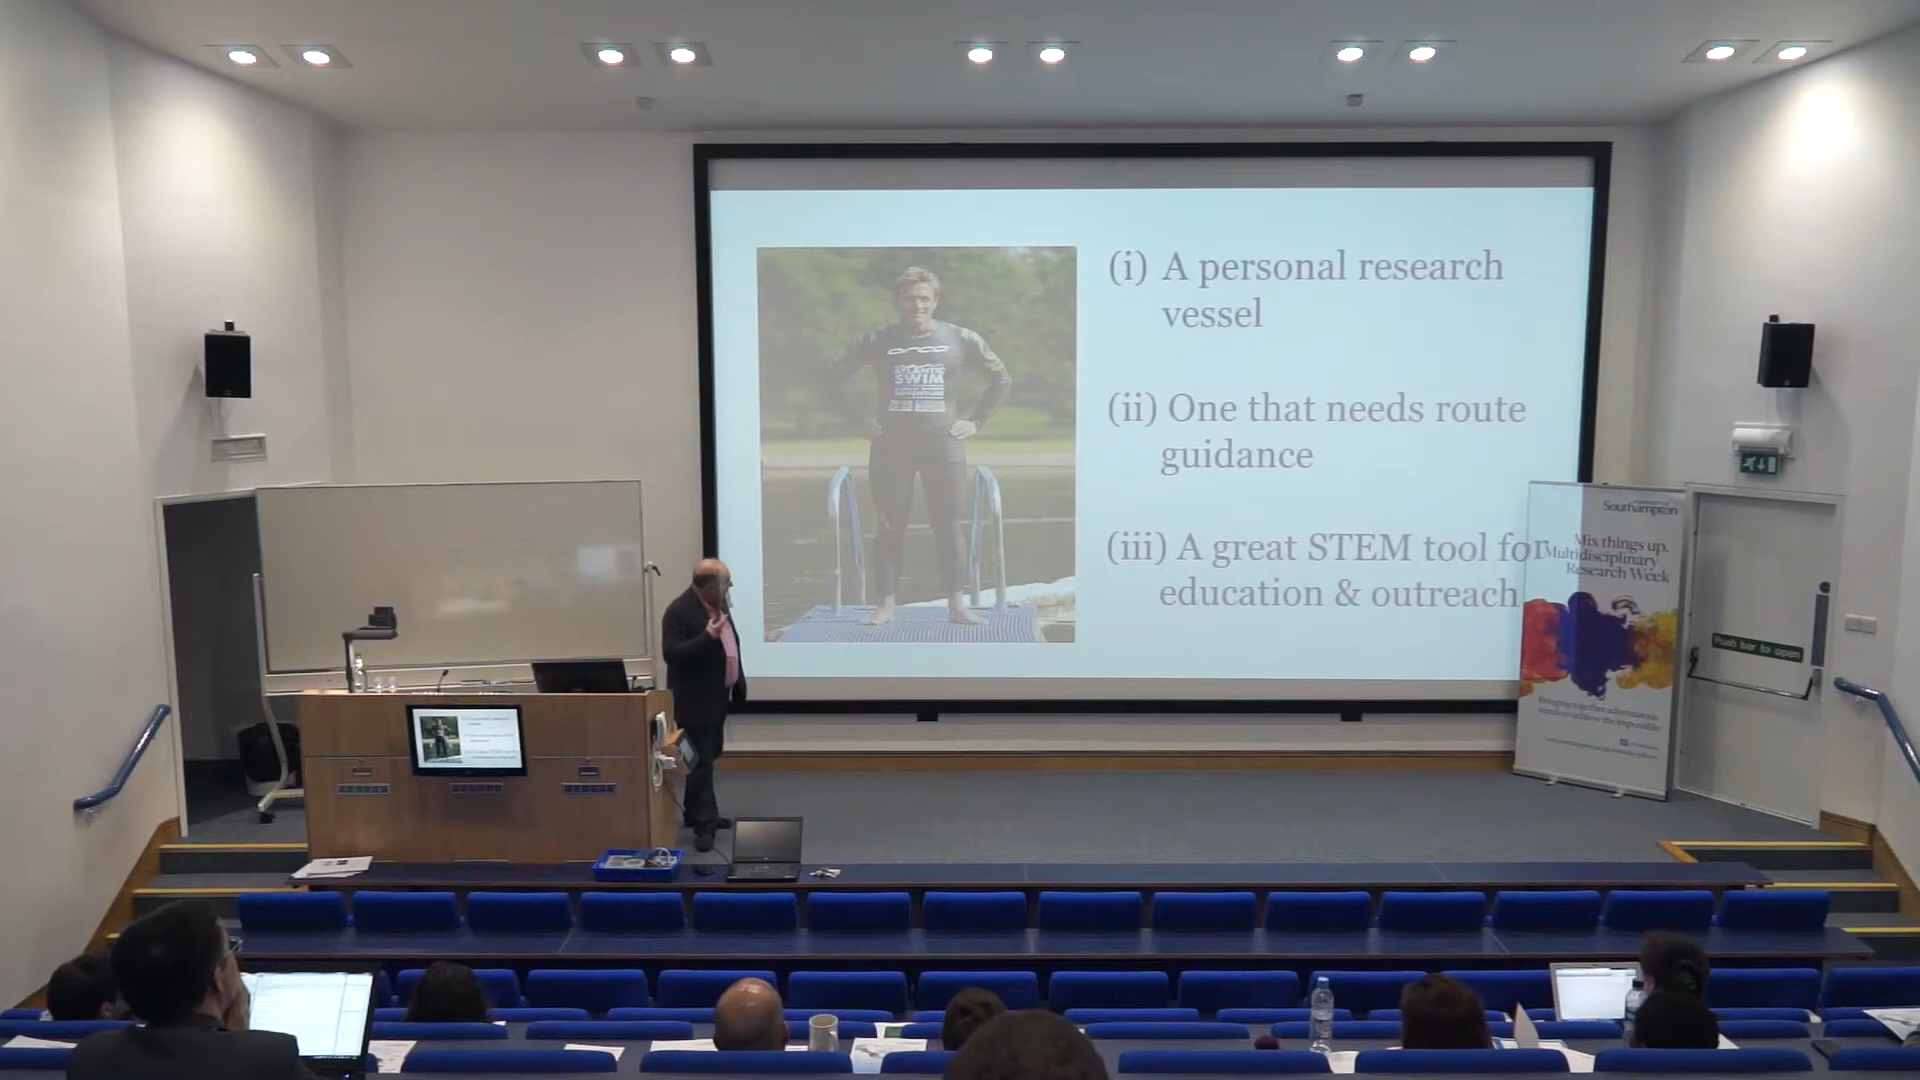 (i) A personal research
vessel
(ii) One that needs route
guidance
(iii) A great STEM tool for
education & outreach
orca
ATLANTIC
SWIM
Southampton
Mix things up.
Multidisciplinary
Research Week
Push bar to open